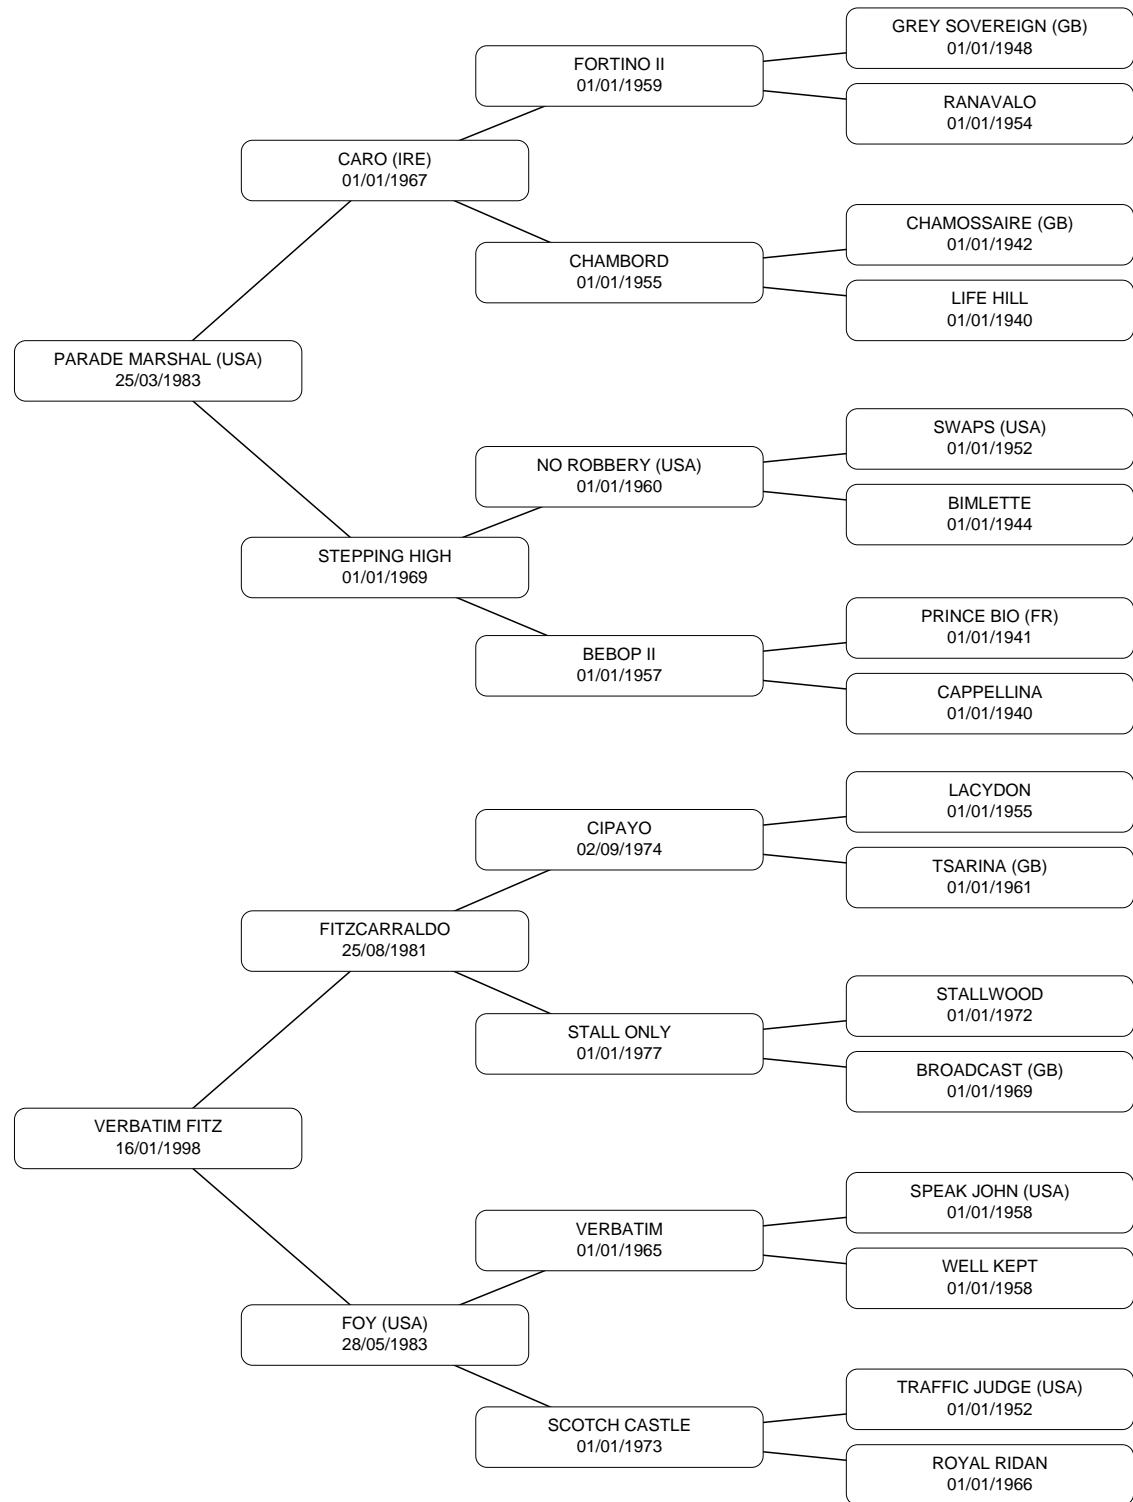 GREY SOVEREIGN (GB)
01/01/1948
FORTINO II
01/01/1959
RANAVALO
01/01/1954
CARO (IRE)
01/01/1967
CHAMOSSAIRE (GB)
01/01/1942
CHAMBORD
01/01/1955
LIFE HILL
01/01/1940
PARADE MARSHAL (USA)
25/03/1983
SWAPS (USA)
01/01/1952
NO ROBBERY (USA)
01/01/1960
BIMLETTE
01/01/1944
STEPPING HIGH
01/01/1969
PRINCE BIO (FR)
01/01/1941
BEBOP II
01/01/1957
CAPPELLINA
01/01/1940
LACYDON
01/01/1955
CIPAYO
02/09/1974
TSARINA (GB)
01/01/1961
FITZCARRALDO
25/08/1981
STALLWOOD
01/01/1972
STALL ONLY
01/01/1977
BROADCAST (GB)
01/01/1969
VERBATIM FITZ
16/01/1998
SPEAK JOHN (USA)
01/01/1958
VERBATIM
01/01/1965
WELL KEPT
01/01/1958
FOY (USA)
28/05/1983
TRAFFIC JUDGE (USA)
01/01/1952
SCOTCH CASTLE
01/01/1973
ROYAL RIDAN
01/01/1966